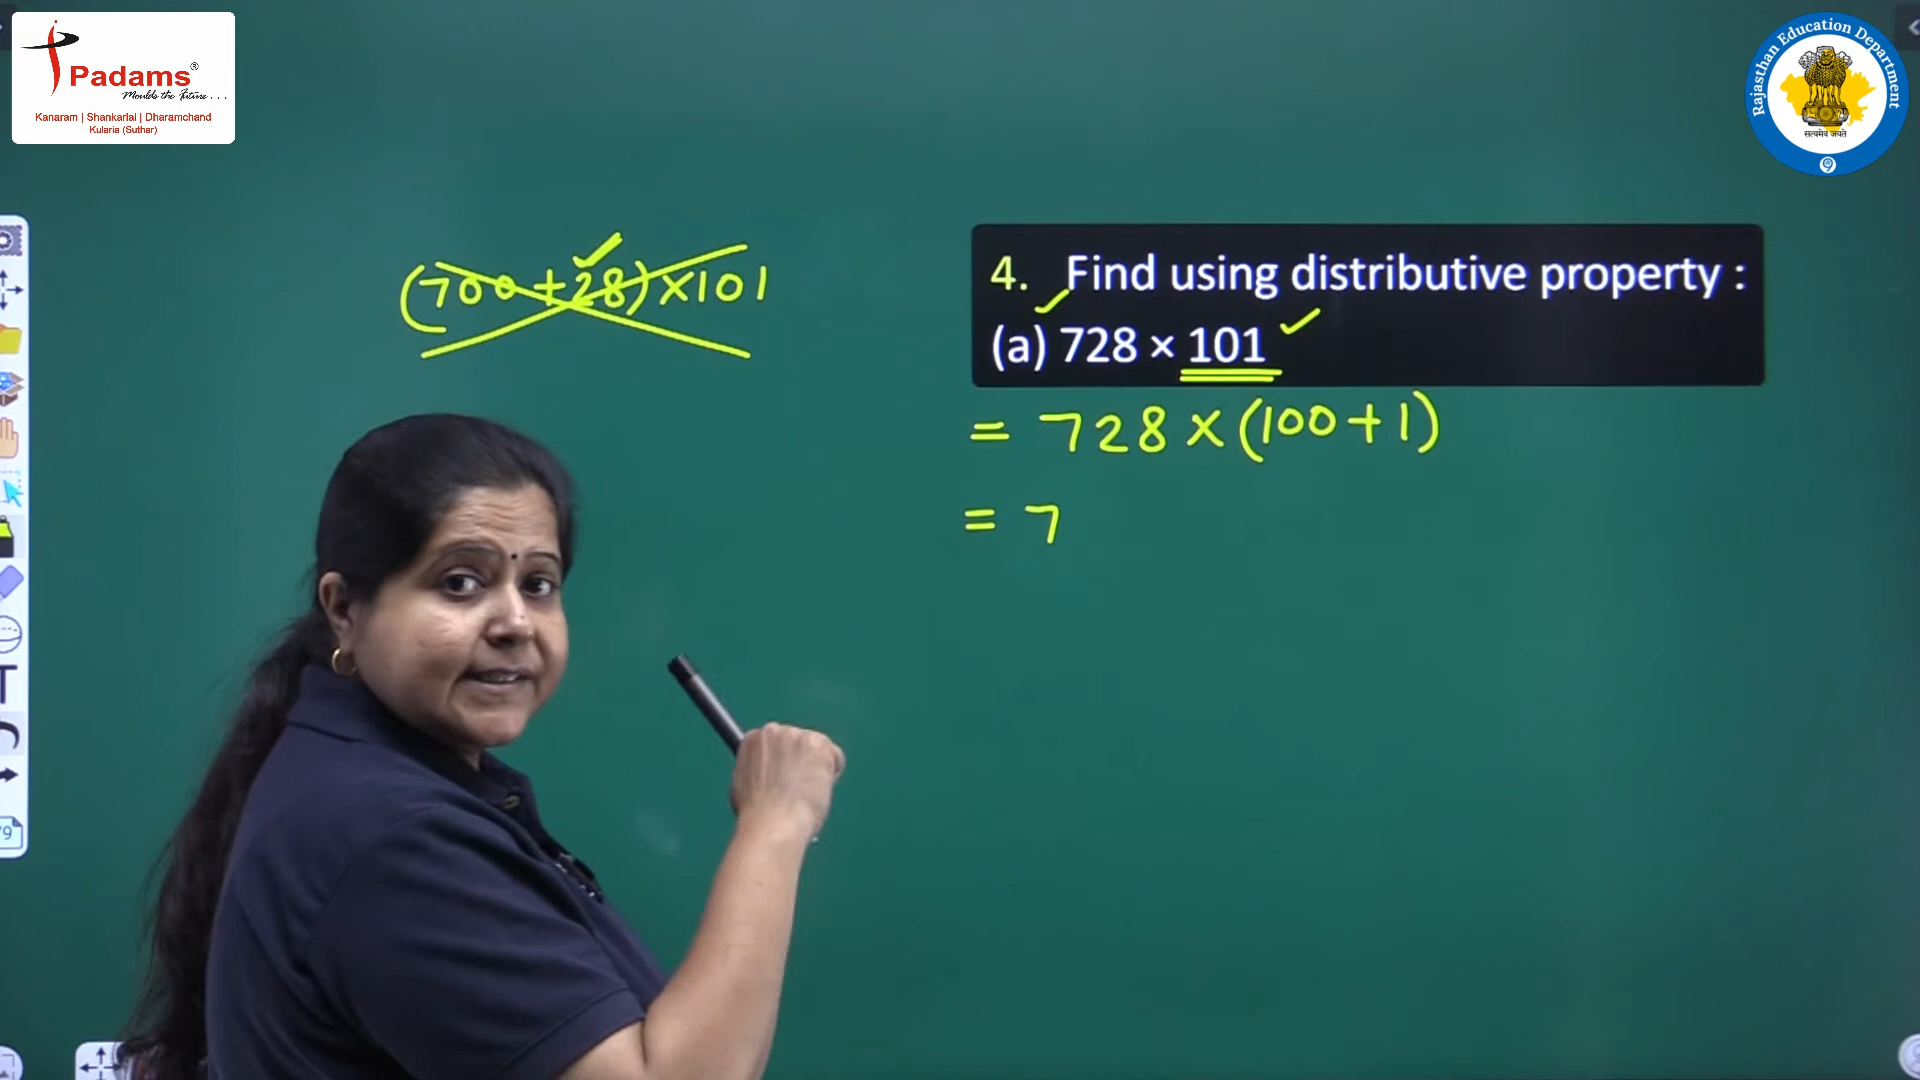 Padams®
Moulds the Future...
Kanaram | Shankarlal | Dharamchand
Kularia (Suthar)
Rajasthan Education Department
सत्यमेव जयते
(700+28)×101
4. Find using distributive property :
(a) 728 × 101
= 728 × (100+1)
= 7